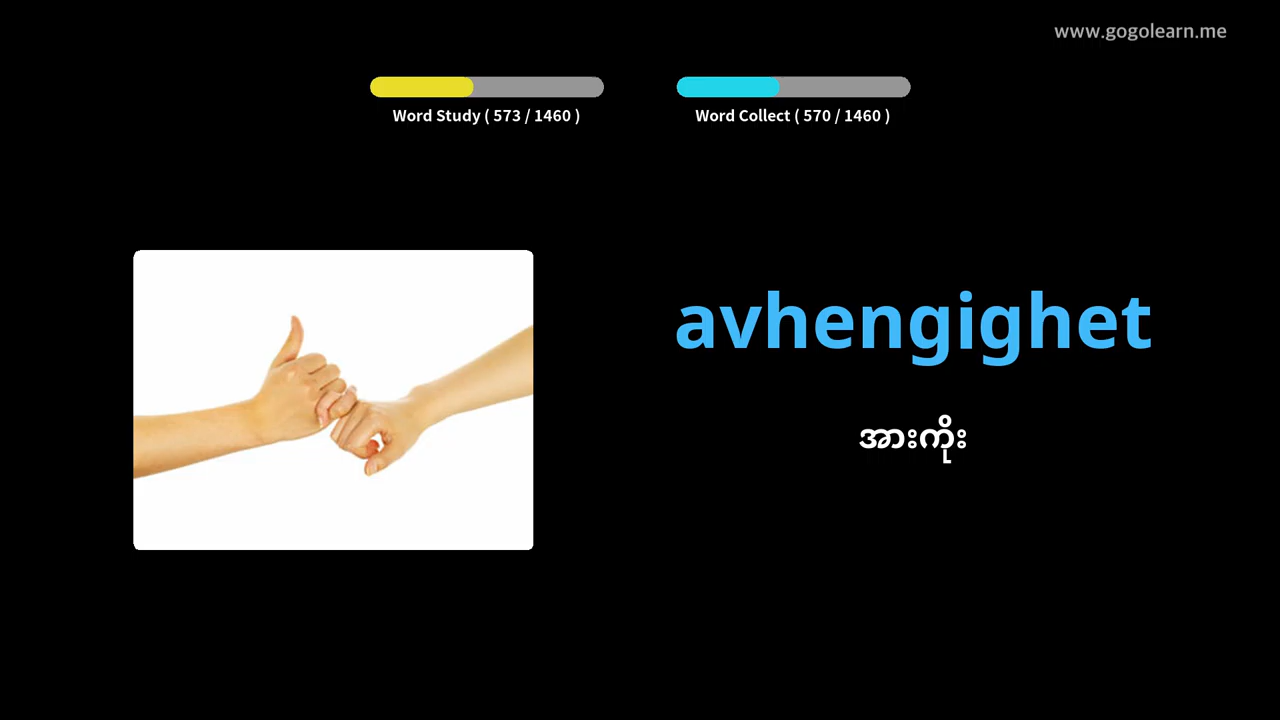 www.gogolearn.me
Word Study ( 573 / 1460 )
Word Collect ( 570 / 1460 )
avhengighet
အားကိုး